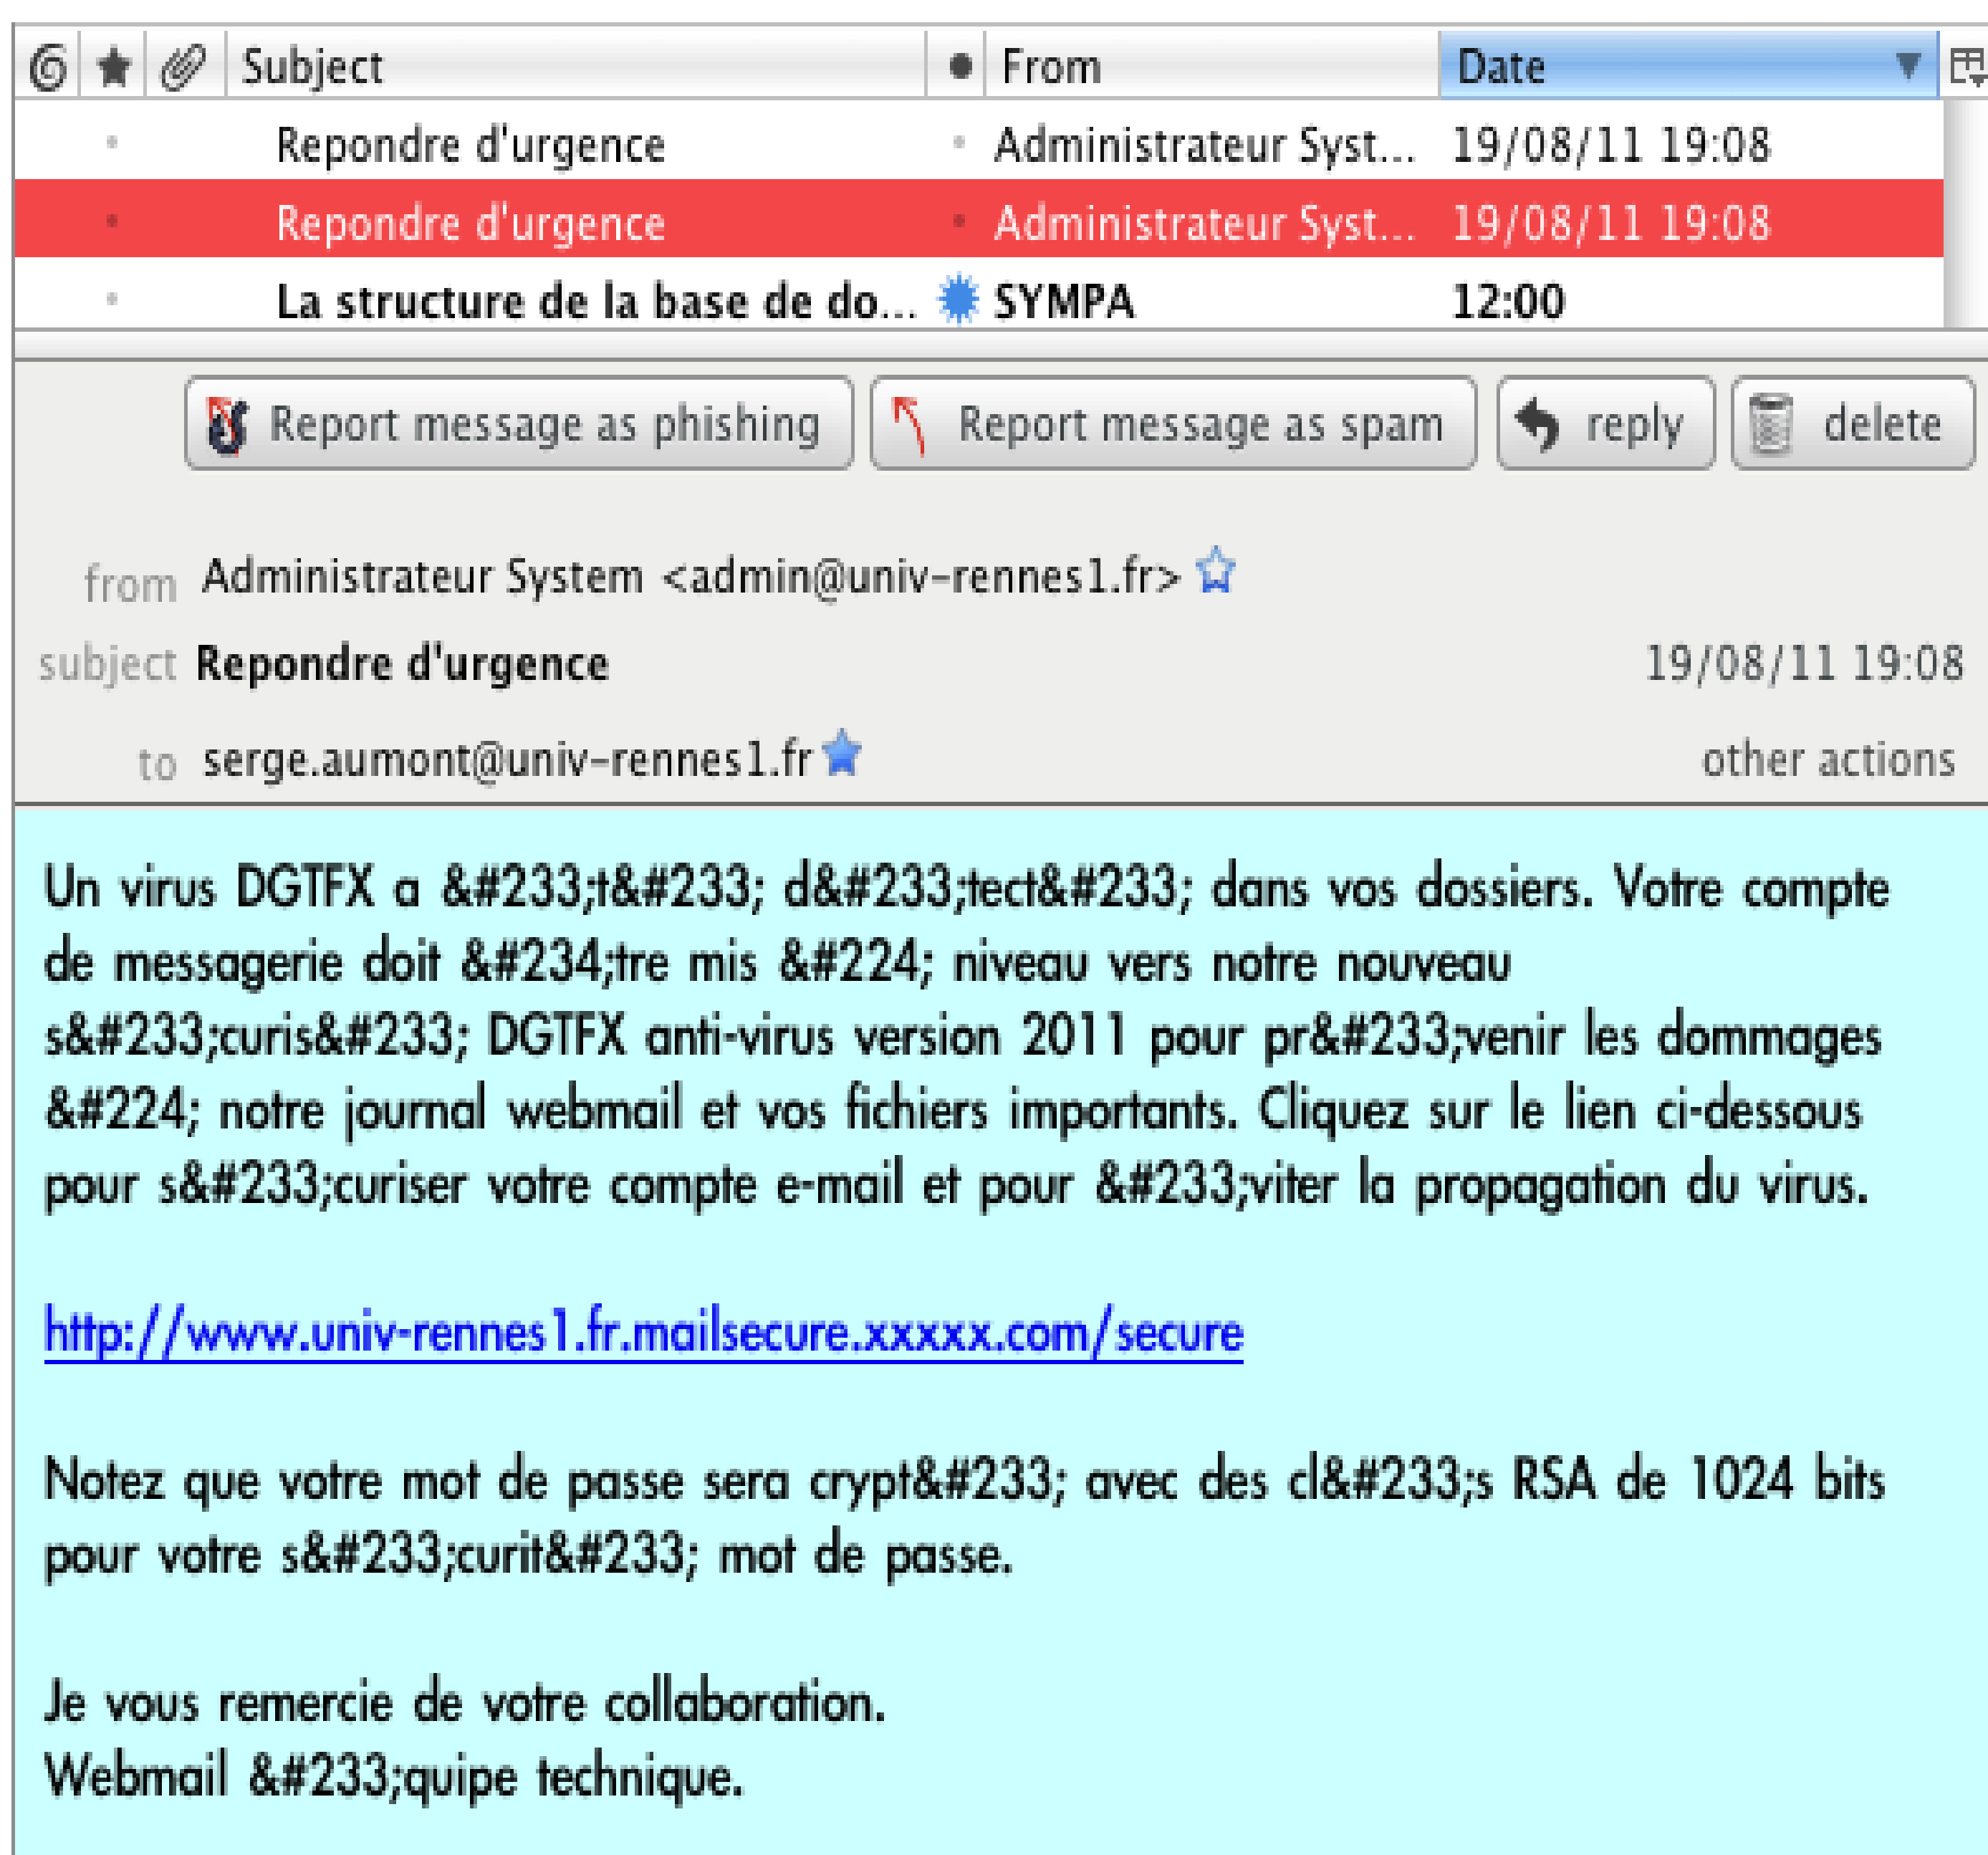 Subject From Date
Repondre d'urgence Administrateur Syst... 19/08/11 19:08
Repondre d'urgence Administrateur Syst... 19/08/11 19:08
La structure de la base de do... SYMPA 12:00
Report message as phishing Report message as spam reply delete
from Administrateur System <admin@univ-rennes1.fr>
subject Repondre d'urgence 19/08/11 19:08
to serge.aumont@univ-rennes1.fr other actions
Un virus DGTFX a &#233;t&#233; d&#233;tect&#233; dans vos dossiers. Votre compte
de messagerie doit &#234;tre mis &#224; niveau vers notre nouveau
s&#233;curis&#233; DGTFX anti-virus version 2011 pour pr&#233;venir les dommages
&#224; notre journal webmail et vos fichiers importants. Cliquez sur le lien ci-dessous
pour s&#233;curiser votre compte e-mail et pour &#233;viter la propagation du virus.
http://www.univ-rennes1.fr.mailsecure.xxxxx.com/secure
Notez que votre mot de passe sera crypt&#233; avec des cl&#233;s RSA de 1024 bits
pour votre s&#233;curit&#233; mot de passe.
Je vous remercie de votre collaboration.
Webmail &#233;quipe technique.